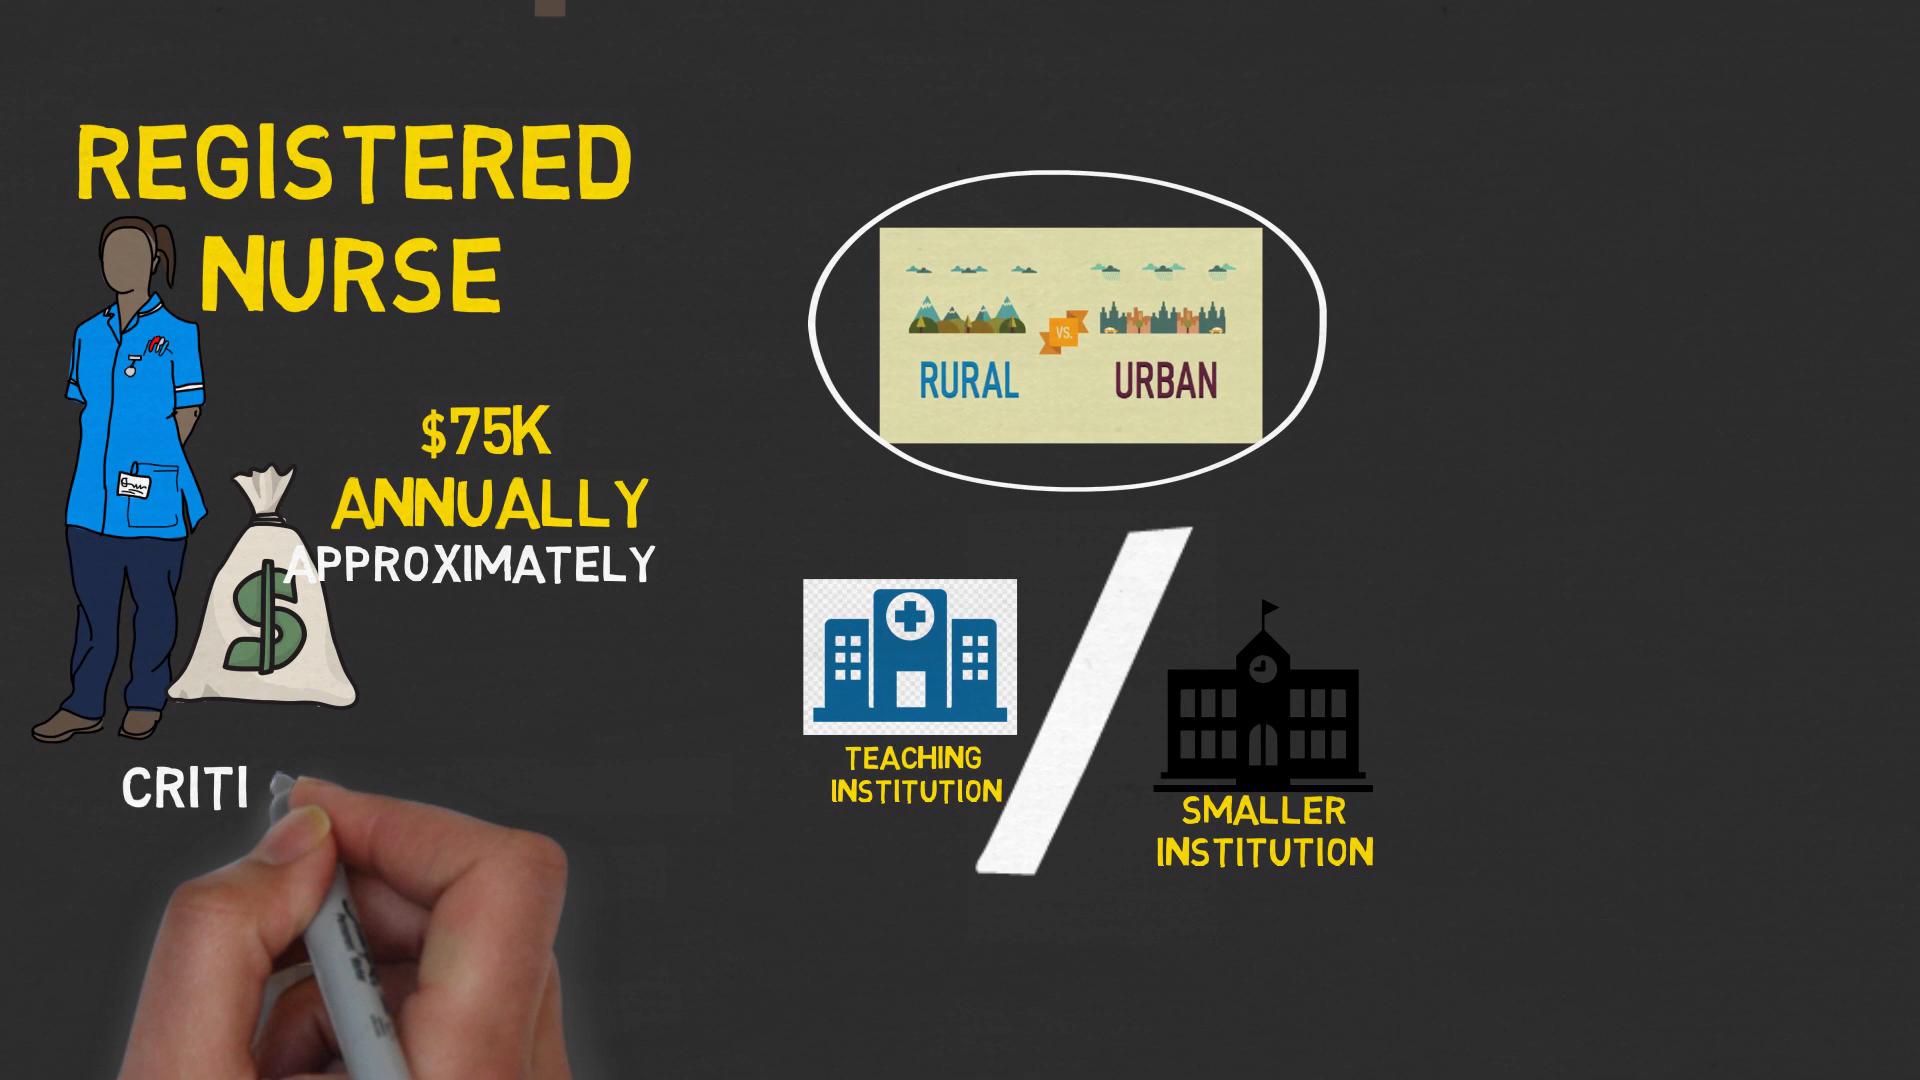 REGISTERED
NURSE
$75K
ANNUALLY
APPROXIMATELY
CRITI
RURAL
VS.
URBAN
TEACHING
INSTITUTION
SMALLER
INSTITUTION